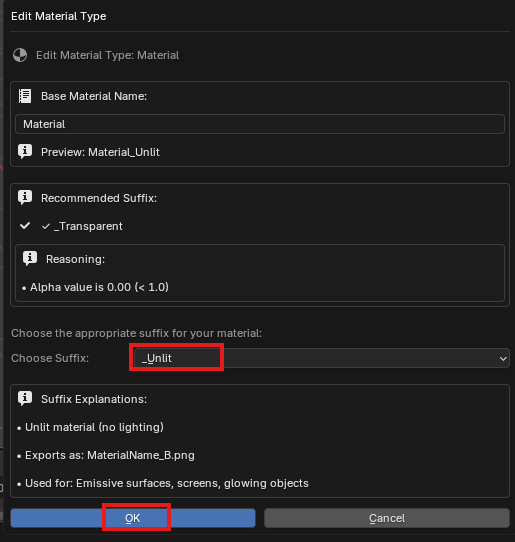 Edit Material Type
Edit Material Type: Material
Base Material Name:
Material
Preview: Material_Unlit
Recommended Suffix:
✓ _Transparent
Reasoning:
• Alpha value is 0.00 (< 1.0)
Choose the appropriate suffix for your material:
Choose Suffix: _Unlit
Suffix Explanations:
• Unlit material (no lighting)
• Exports as: MaterialName_B.png
• Used for: Emissive surfaces, screens, glowing objects
OK Cancel